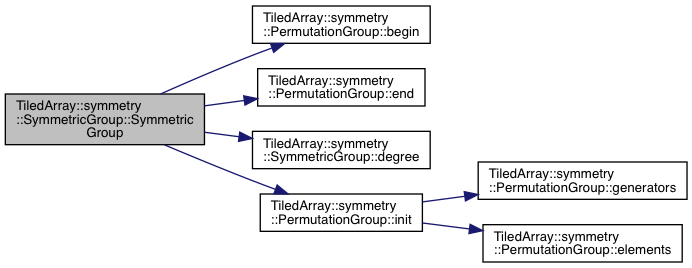 TiledArray::symmetry
::PermutationGroup::begin
TiledArray::symmetry
::PermutationGroup::end
TiledArray::symmetry
::SymmetricGroup::Symmetric
Group
TiledArray::symmetry
::SymmetricGroup::degree
TiledArray::symmetry
::PermutationGroup::init
TiledArray::symmetry
::PermutationGroup::generators
TiledArray::symmetry
::PermutationGroup::elements